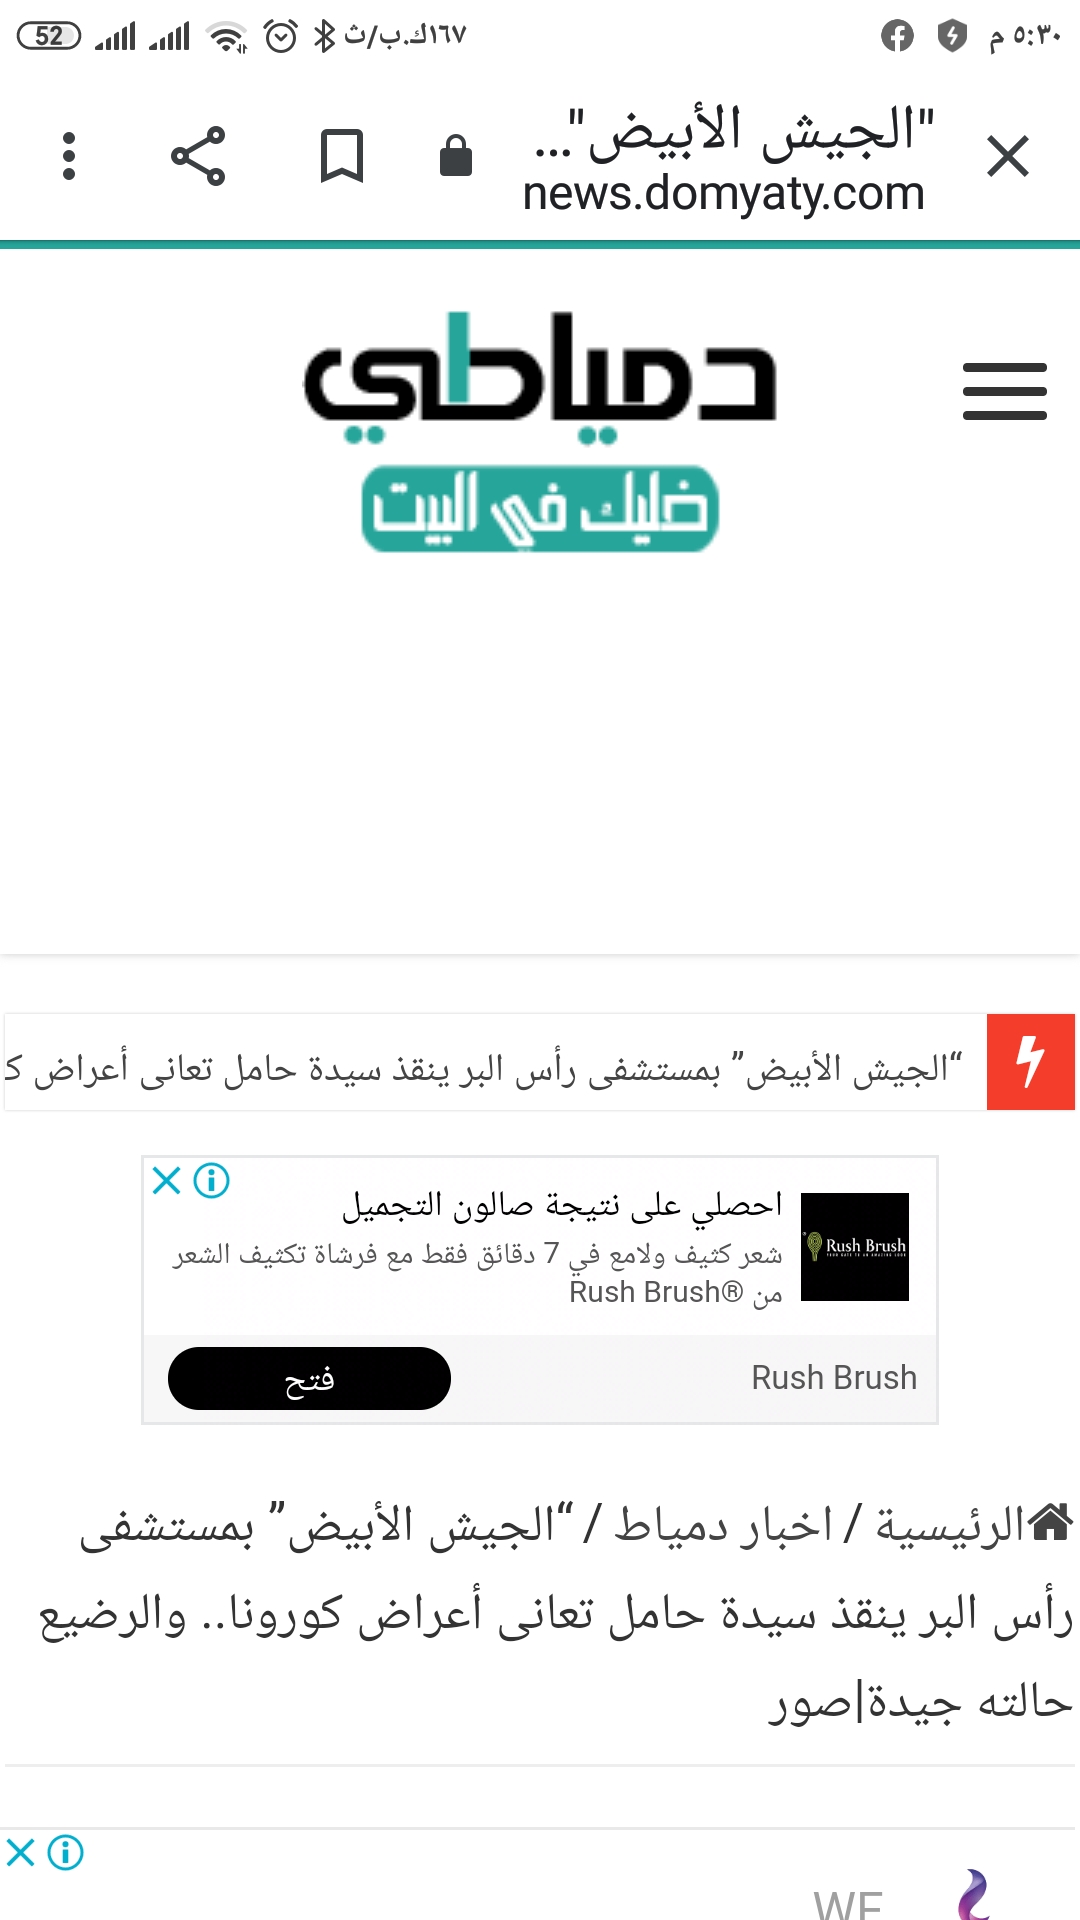 52 ١٦٧ك.ب/ث ٥:٣٠ م
"الجيش الأبيض"...
news.domyaty.com
دمياطي
خليك في البيت
“الجيش الأبيض” بمستشفى رأس البر ينقذ سيدة حامل تعانى أعراض
احصلي على نتيجة صالون التجميل
شعر كثيف ولامع في 7 دقائق فقط مع فرشاة تكثيف الشعر
من Rush Brush®
Rush Brush
Rush Brush
فتح
الرئيسية / اخبار دمياط / “الجيش الأبيض” بمستشفى
رأس البر ينقذ سيدة حامل تعانى أعراض كورونا.. والرضيع
حالته جيدة|صور
WE